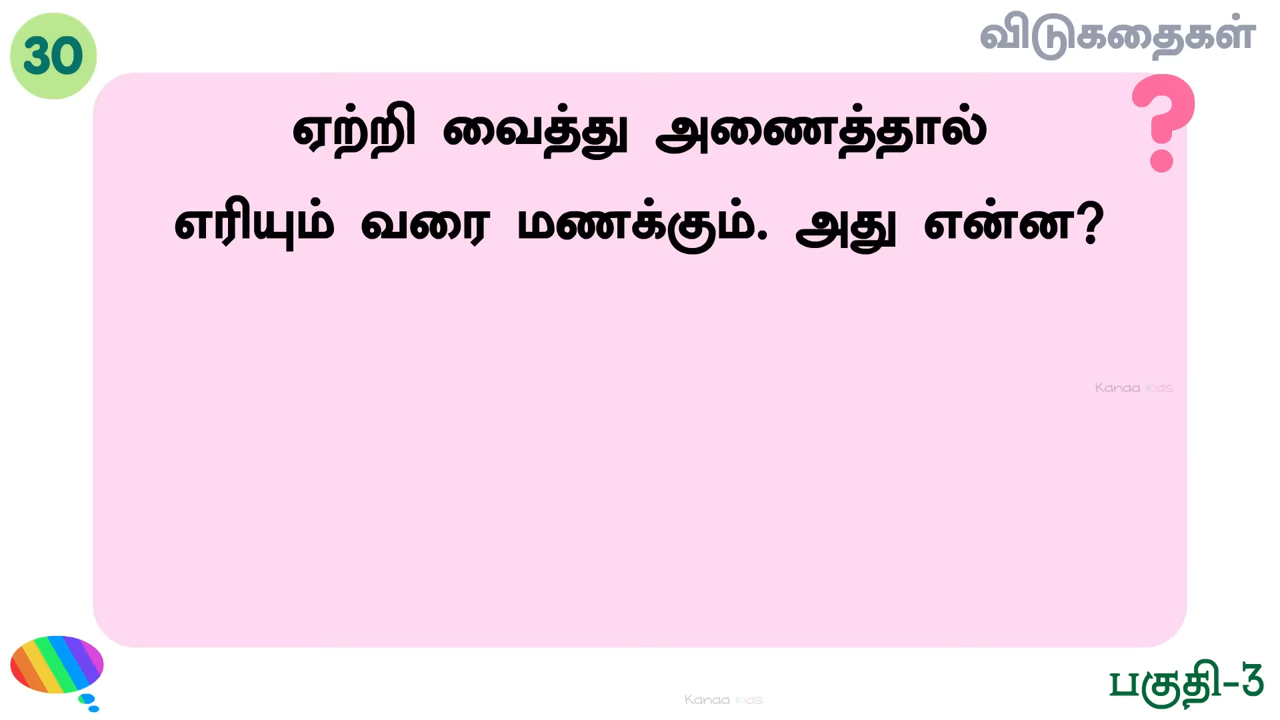 30
விடுகதைகள்
ஏற்றி வைத்து அணைத்தால்
எரியும் வரை மணக்கும். அது என்ன?
Kanaa Kids
Kanaa Kids
பகுதி-3